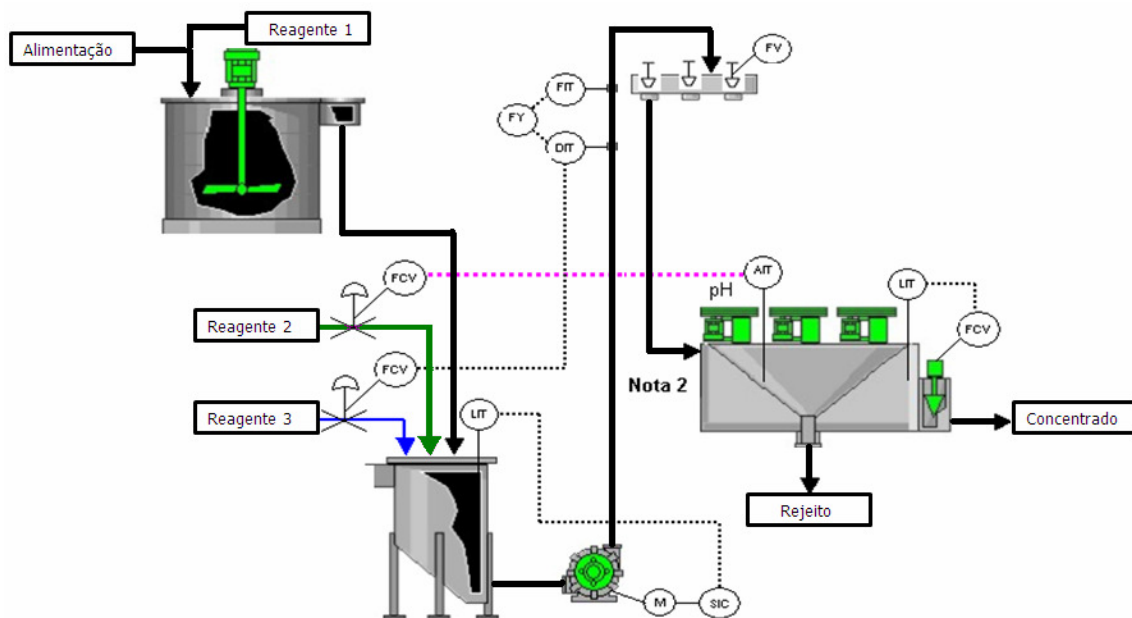 Reagente 1
Alimentação
FV
FIT
FY
DIT
FCV
AIT
LIT
pH
Reagente 2
FCV
FCV
Nota 2
LIT
Reagente 3
Concentrado
Rejeito
M
SIC